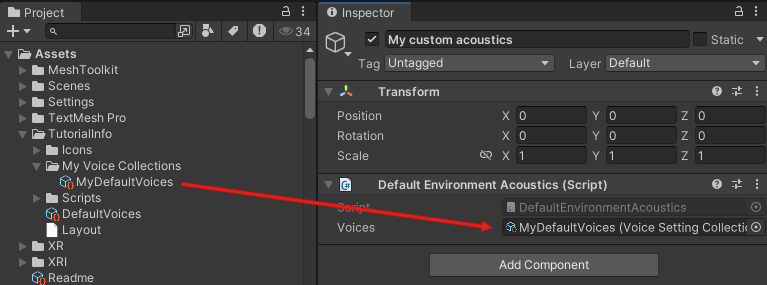 Project
34
Assets
MeshToolkit
Scenes
Settings
TextMesh Pro
TutorialInfo
Icons
My Voice Collections
MyDefaultVoices
Scripts
DefaultVoices
Layout
XR
XRI
Readme
Inspector
My custom acoustics Static
Tag Untagged Layer Default
Transform
Position X 0 Y 0 Z 0
Rotation X 0 Y 0 Z 0
Scale X 1 Y 1 Z 1
Default Environment Acoustics (Script)
Script DefaultEnvironmentAcoustics
Voices MyDefaultVoices (Voice Setting Collectio
Add Component